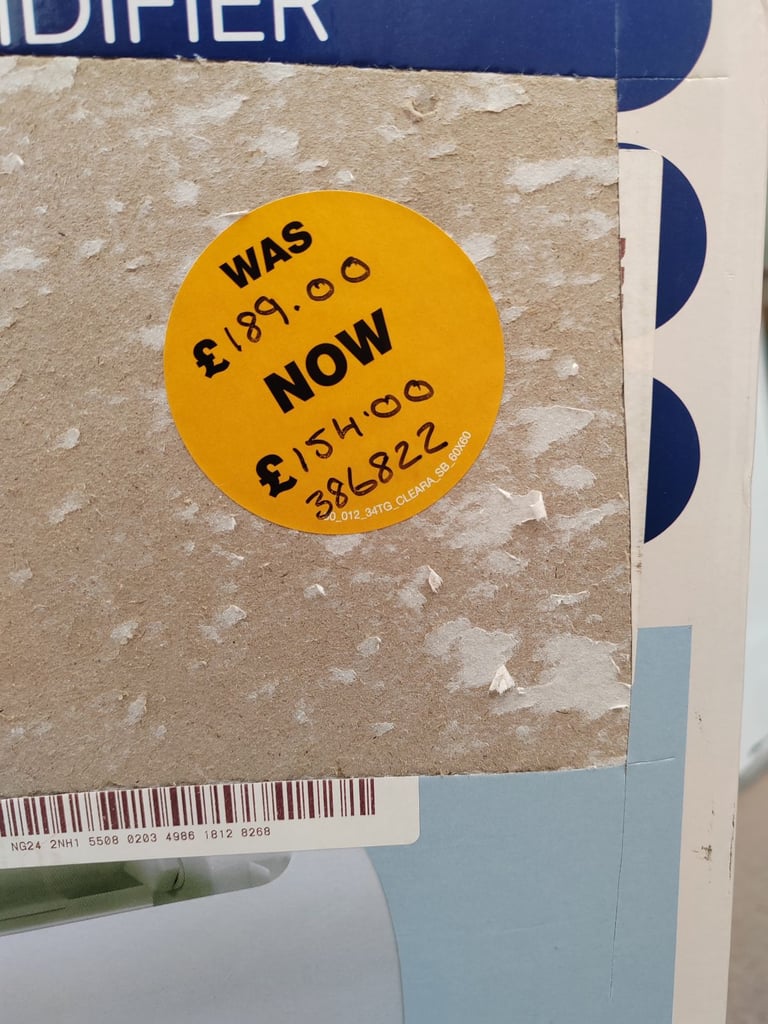 IDIFIER
WAS
£189.00
NOW
£154.00
386822
0_012_34TG_CLEARA_SB_60X60
NG24 2NH1 5508 0203 4986 1812 8268